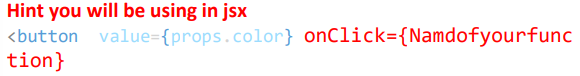 Hint you will be using in jsx
<button  value={props.color} onClick={Namdofyourfunc
tion}